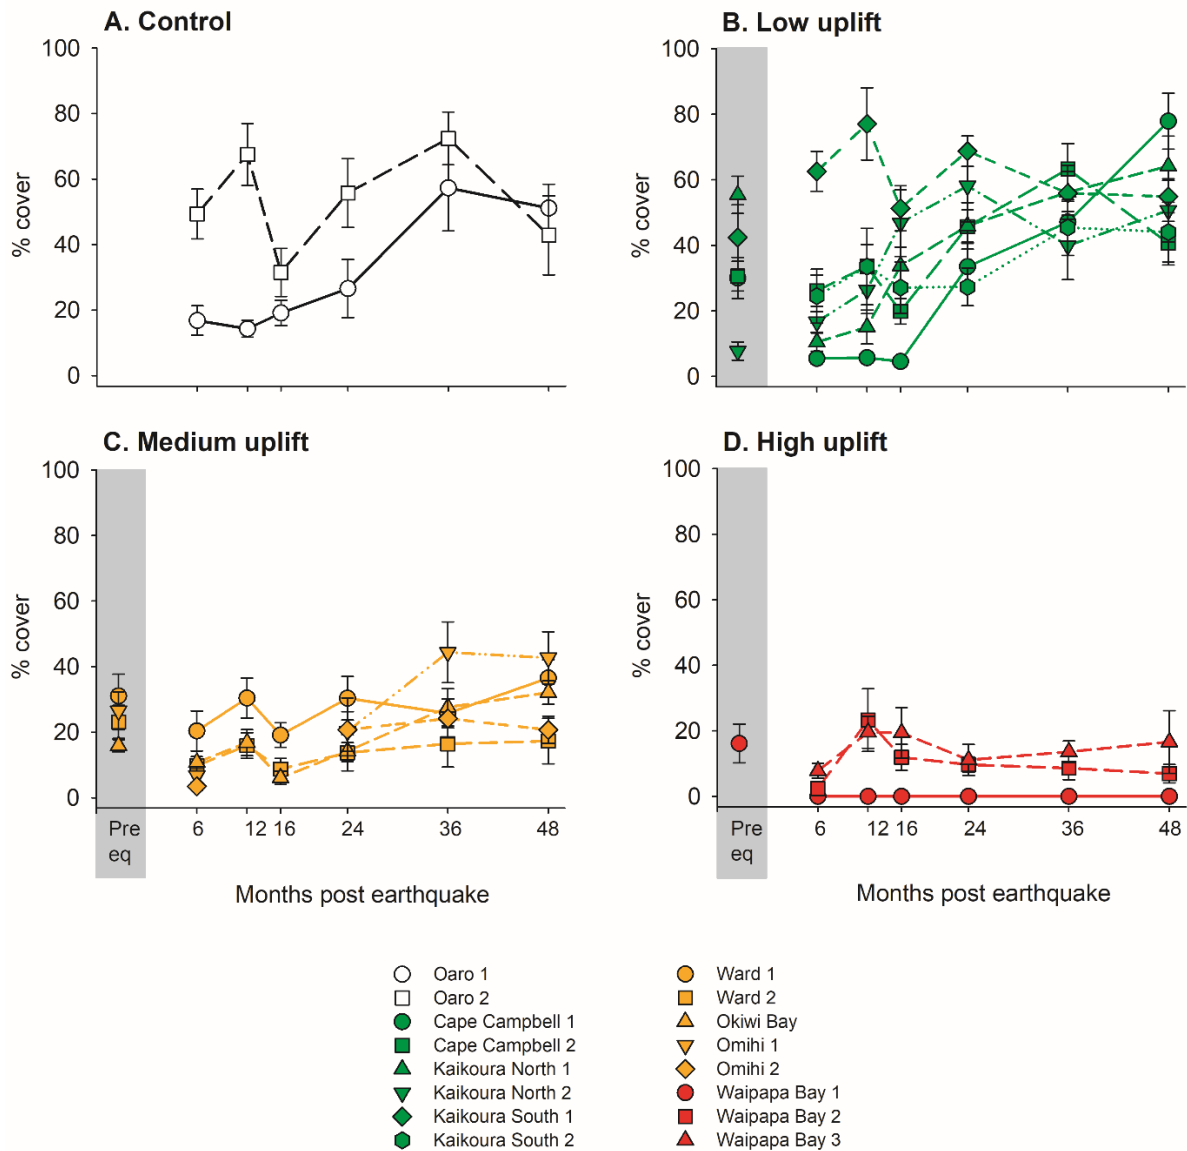 A. Control
100
80
60
40
20
0
% cover
B. Low uplift
100
80
60
40
20
0
% cover
C. Medium uplift
100
80
60
40
20
0
% cover
Pre eq
6 12 16 24 36 48
Months post earthquake
D. High uplift
100
80
60
40
20
0
% cover
Pre eq
6 12 16 24 36 48
Months post earthquake
Oaro 1
Oaro 2
Cape Campbell 1
Cape Campbell 2
Kaikoura North 1
Kaikoura North 2
Kaikoura South 1
Kaikoura South 2
Ward 1
Ward 2
Okiwi Bay
Omihi 1
Omihi 2
Waipapa Bay 1
Waipapa Bay 2
Waipapa Bay 3